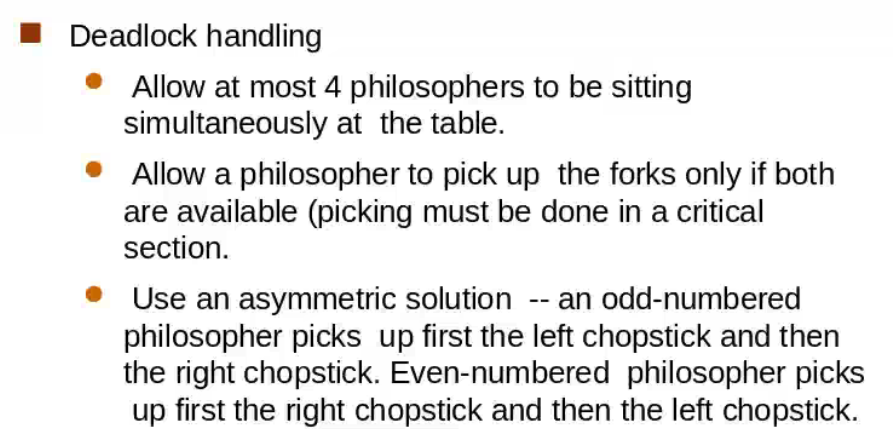 Deadlock handling
Allow at most 4 philosophers to be sitting
simultaneously at the table.
Allow a philosopher to pick up the forks only if both
are available (picking must be done in a critical
section.
Use an asymmetric solution -- an odd-numbered
philosopher picks up first the left chopstick and then
the right chopstick. Even-numbered philosopher picks
up first the right chopstick and then the left chopstick.